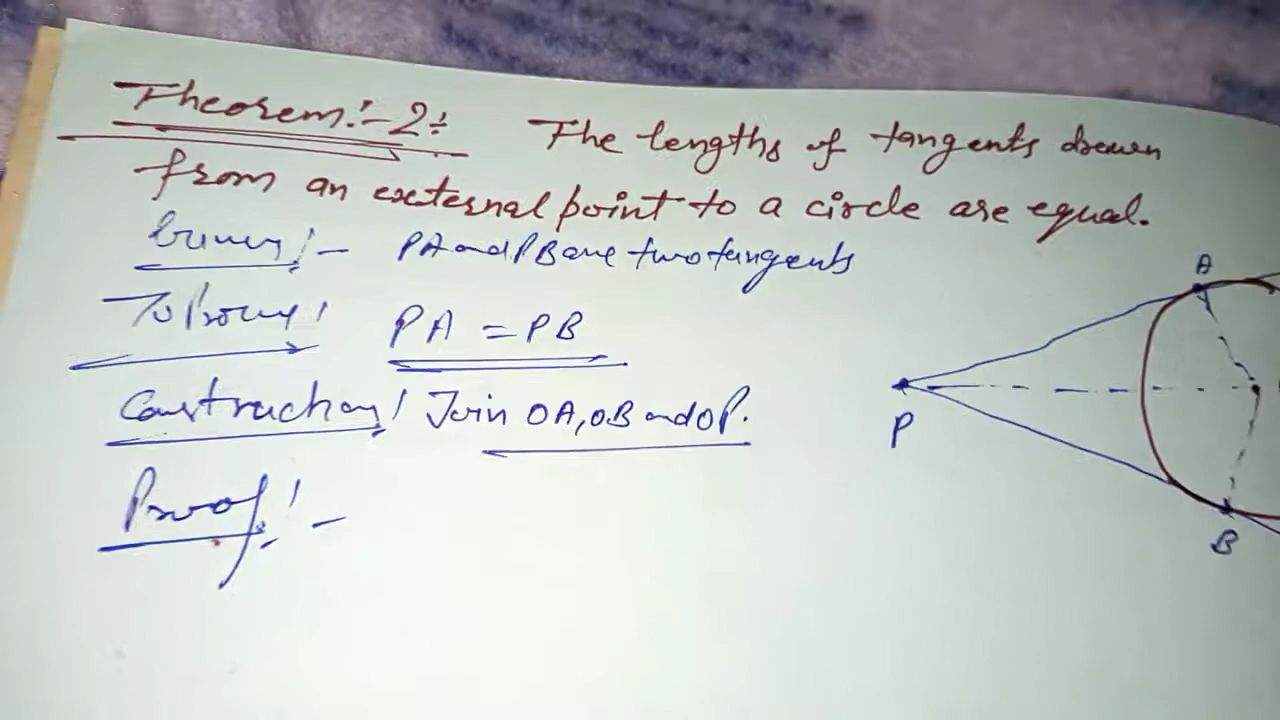 Theorem:-2:
The lengths of tangents drawn
from an external point to a circle are equal.
Given:- PA and PB are two tangents
To Prove:
PA = PB
Construction: Join OA, OB and OP.
Proof:-
A
P
B